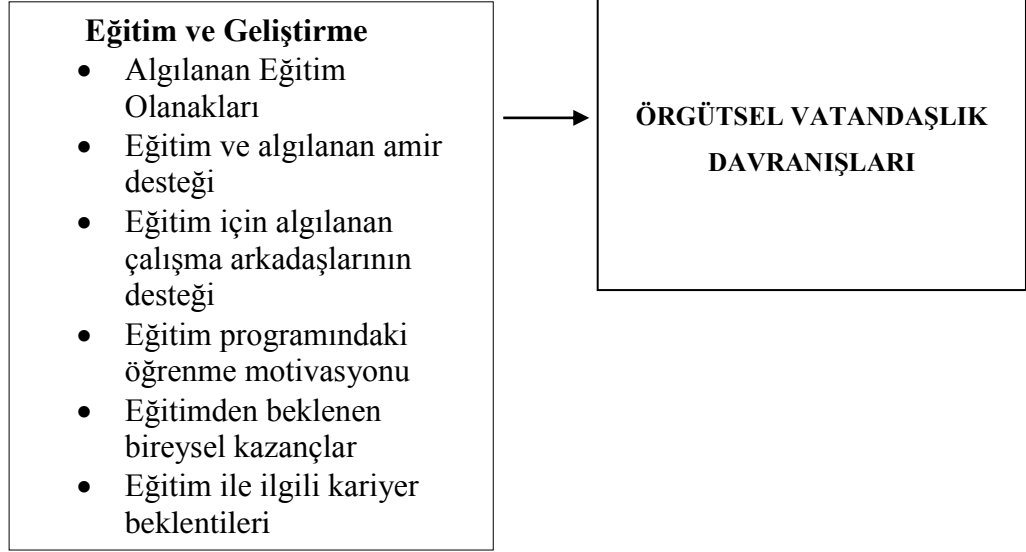 Eğitim ve Geliştirme
• Algılanan Eğitim
Olanakları
• Eğitim ve algılanan amir
desteği
• Eğitim için algılanan
çalışma arkadaşlarının
desteği
• Eğitim programındaki
öğrenme motivasyonu
• Eğitimden beklenen
bireysel kazançlar
• Eğitim ile ilgili kariyer
beklentileri
ÖRGÜTSEL VATANDAŞLIK
DAVRANIŞLARI